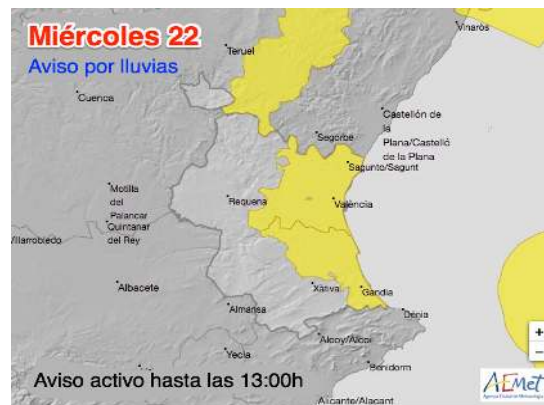 Miércoles 22
Aviso por lluvias
Vinaròs
Teruel
Cuenca
Castellón de
la
Plana/Castelló
de la Plana
Segorbe
Sagunto/Sagunt
Motilla
del
Palancar
Requena
València
Quintanar
del Rey
/illarrobledo
Albacete
Xàtiva
Gandia
Almansa
Dénia
Alcoy/Alcoi
Yecla
Benidorm
+
−
Aviso activo hasta las 13:00h
AEmet
Alicante/Alacant